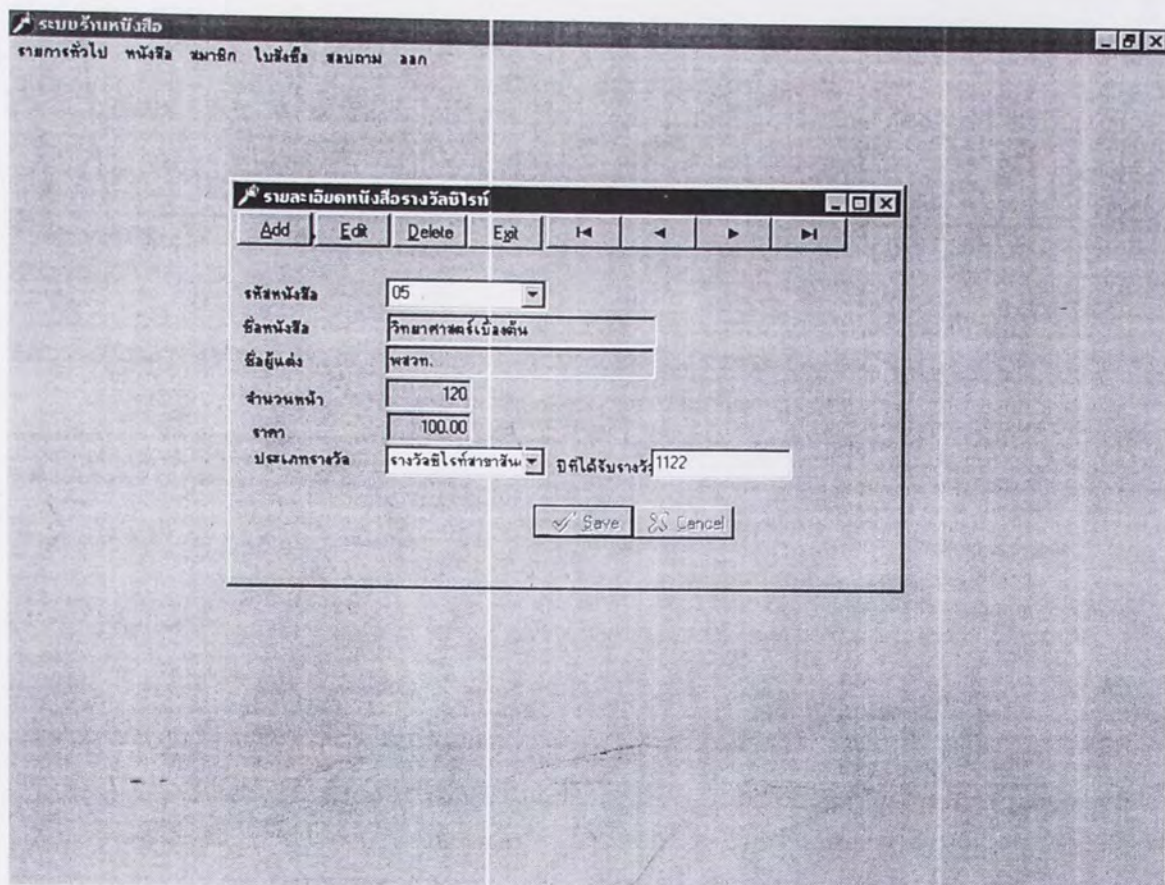 ระบบร้านหนังสือ
รายการทั่วไป หนังสือ สมาชิก ใบสั่งซื้อ สอบถาม ออก
รายละเอียดหนังสือรางวัลซีไรท์
Add Edit Delete Exit
รหัสหนังสือ 05
ชื่อหนังสือ วิทยาศาสตร์เบื้องต้น
ชื่อผู้แต่ง พสวท.
จำนวนหน้า 120
ราคา 100.00
ประเภทรางวัล รางวัลซีไรท์สาขาสิน ปีที่ได้รับรางวั 1122
Save Cancel